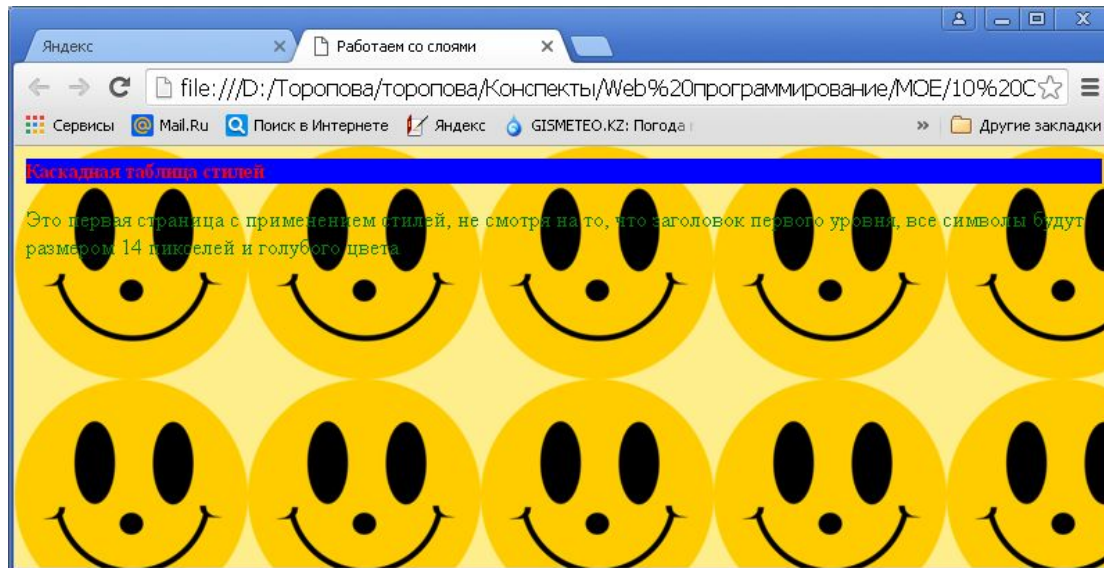 Яндекс
Работаем со слоями
file:///D:/Торопова/торопова/Конспекты/Web%20программирование/МОЕ/10%20С
Сервисы @ Mail.Ru Поиск в Интернете Яндекс GISMETEO.KZ: Погода » Другие закладки
Каскадная таблица стилей
Это первая страница с применением стилей, не смотря на то, что заголовок первого уровня, все символы будут
размером 14 пикселей и голубого цвета